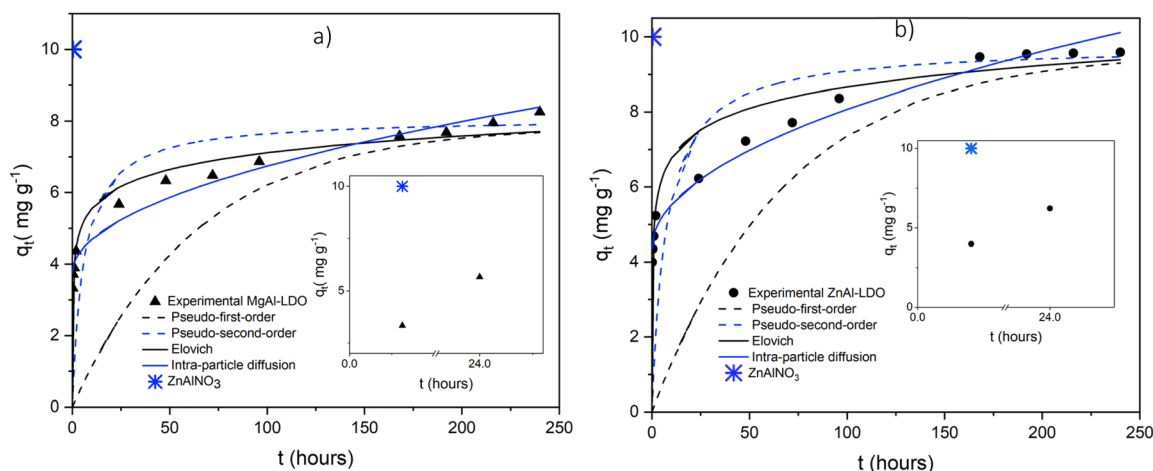 a)
10
8
6
4
2
0
q_t( mg g⁻¹)
0
50
100
150
200
250
t (hours)
Experimental MgAl-LDO
Pseudo-first-order
Pseudo-second-order
Elovich
Intra-particle diffusion
ZnAlNO₃
10
5
q_t( mg g⁻¹)
0.0
24.0
t (hours)
b)
10
8
6
4
2
0
q_t (mg g⁻¹)
0
50
100
150
200
250
t (hours)
Experimental ZnAl-LDO
Pseudo-first-order
Pseudo-second-order
Elovich
Intra-particle diffusion
ZnAlNO₃
10
5
0
q_t (mg g⁻¹)
0.0
24.0
t (hours)